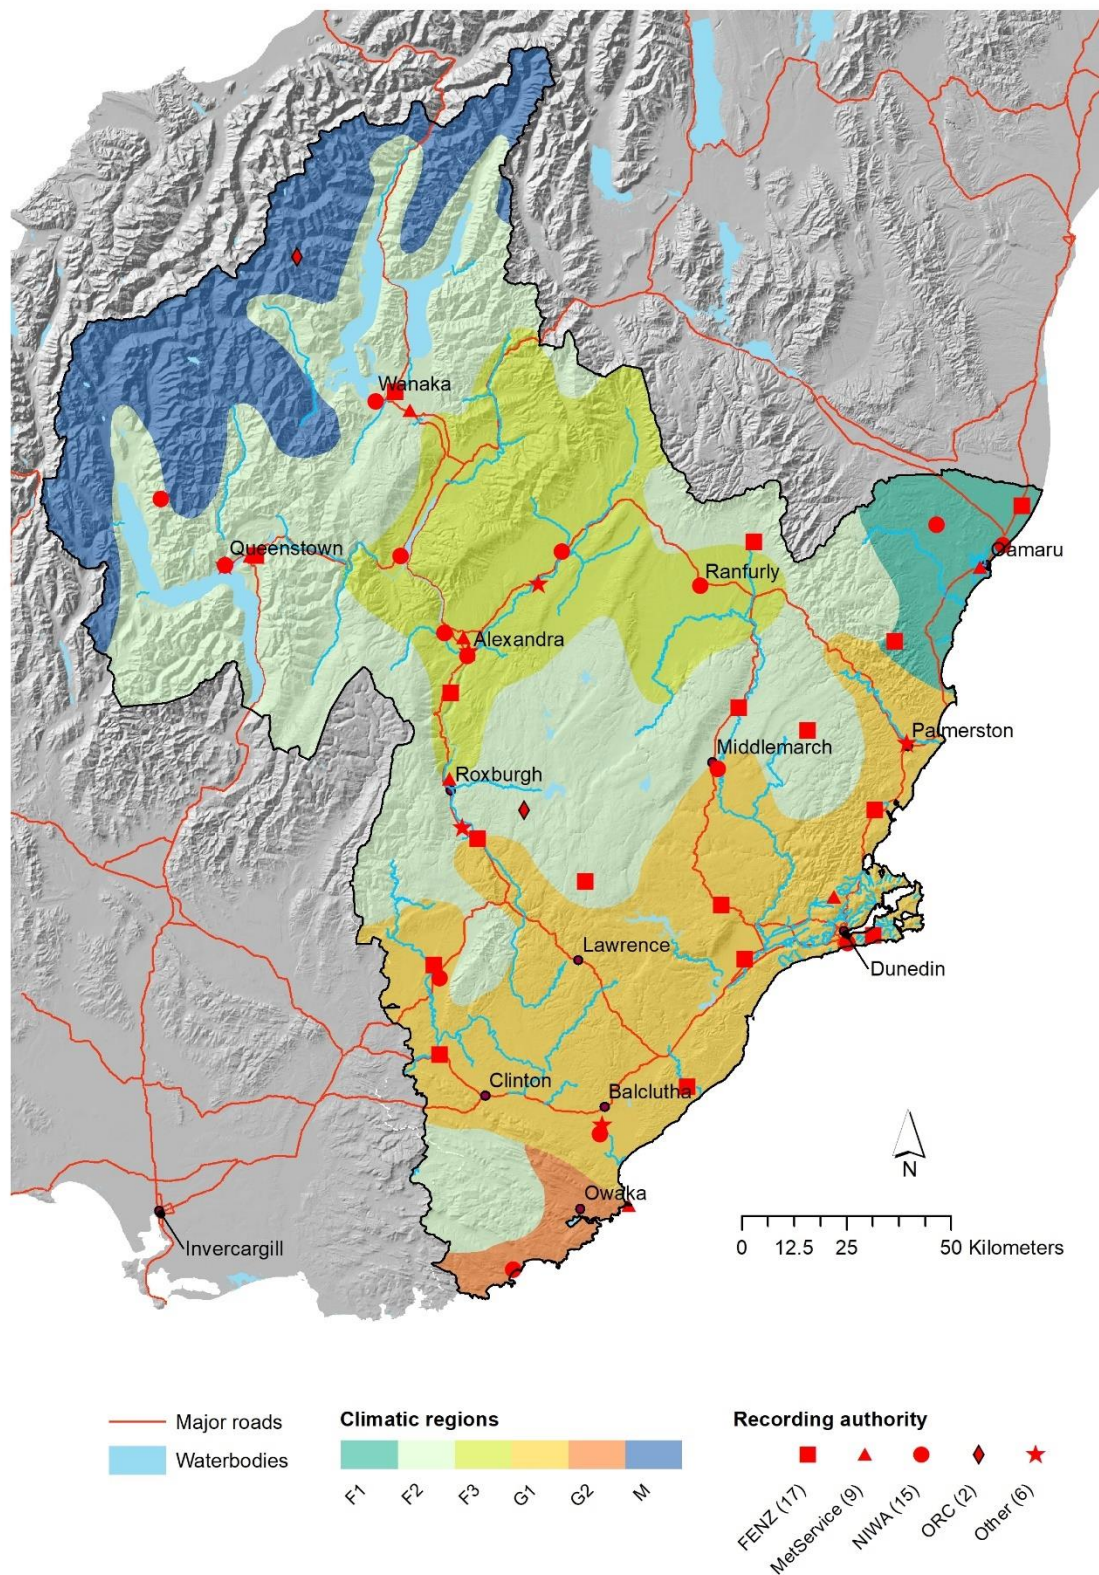 Wanaka
Queenstown
Oamaru
Ranfurly
Alexandra
Palmerston
Middlemarch
Roxburgh
Lawrence
Dunedin
Clinton
Balclutha
N
Owaka
Invercargill
0 12.5 25 50 Kilometers
Major roads
Waterbodies
Climatic regions
F1 F2 F3 G1 G2 M
Recording authority
FENZ (17) MetService (9) NIWA (15) ORC (2) Other (6)